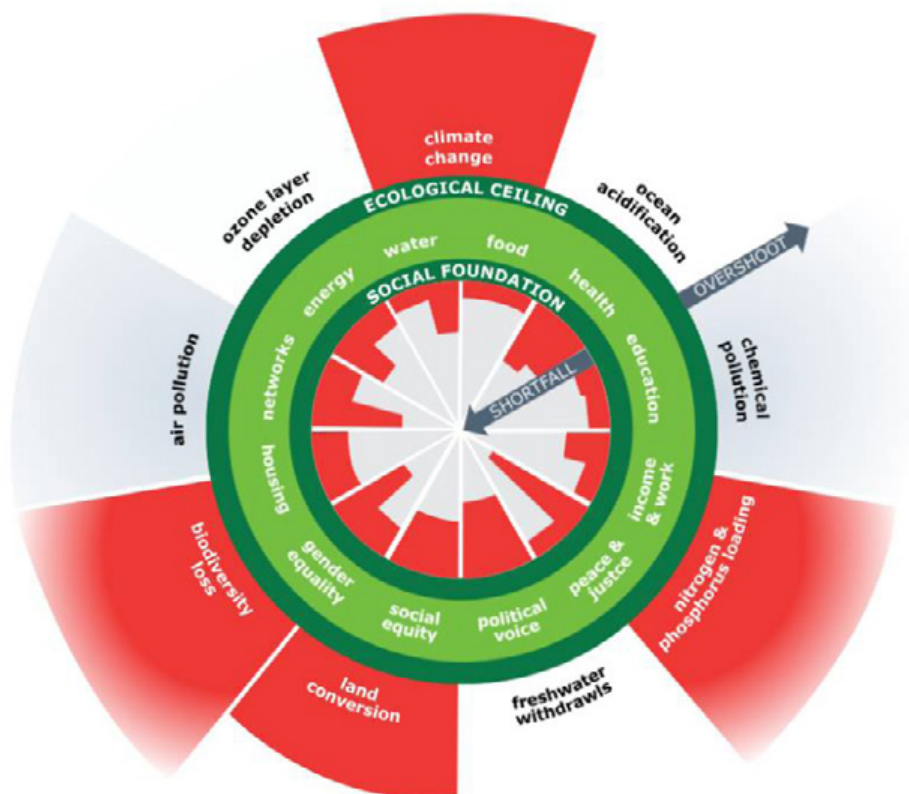 climate
change
ECOLOGICAL CEILING
ozone layer
depletion
ocean
acidification
OVERSHOOT
chemical
pollution
nitrogen &
phosphorus loading
freshwater
withdrawls
land
conversion
biodiversity
loss
air pollution
water
food
health
education
income
& work
peace &
justce
political
voice
social
equity
gender
equality
housing
networks
energy
SOCIAL FOUNDATION
SHORTFALL